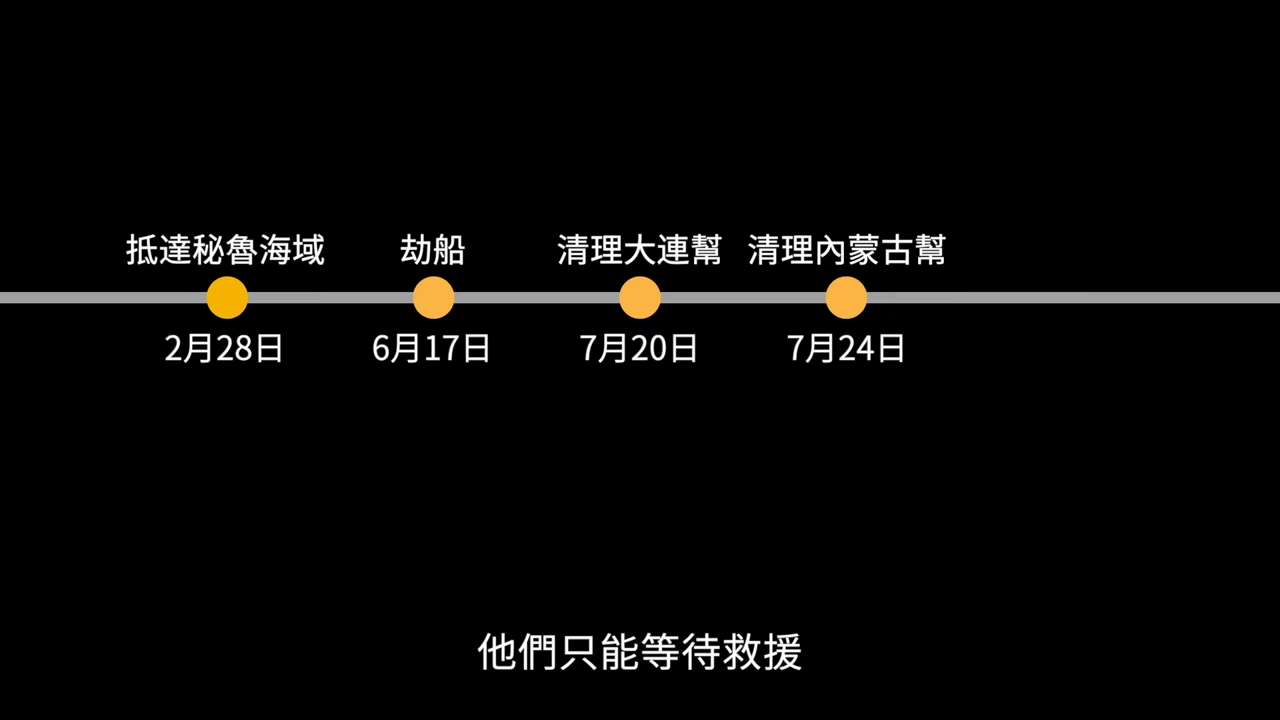 抵達秘魯海域
劫船
清理大連幫
清理內蒙古幫
2月28日
6月17日
7月20日
7月24日
他們只能等待救援